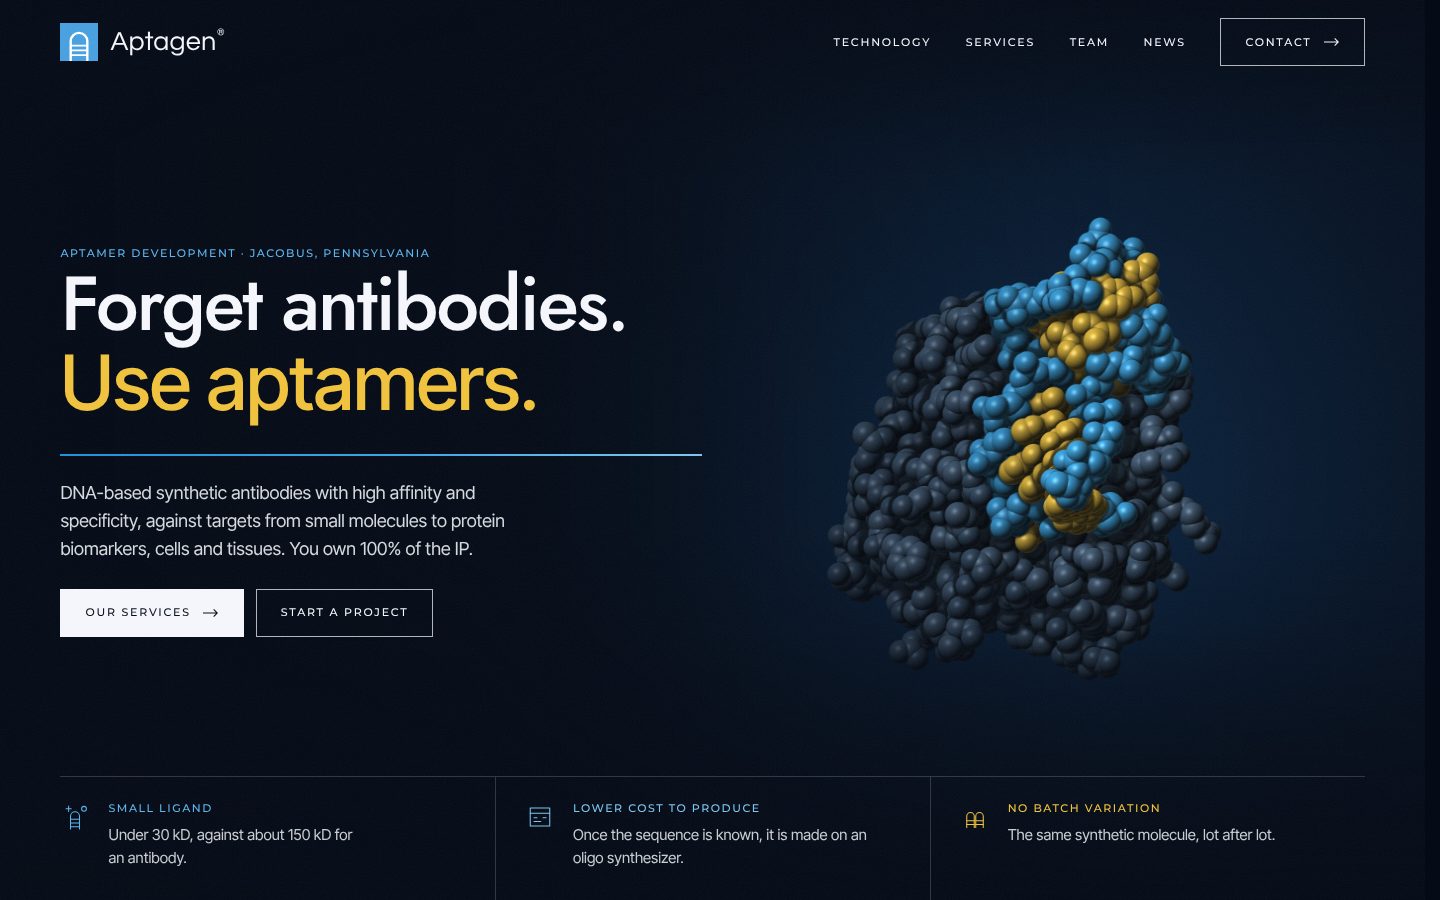 Aptagen®
TECHNOLOGY
SERVICES
TEAM
NEWS
CONTACT
APTAMER DEVELOPMENT · JACOBUS, PENNSYLVANIA
Forget antibodies.
Use aptamers.
DNA-based synthetic antibodies with high affinity and
specificity, against targets from small molecules to protein
biomarkers, cells and tissues. You own 100% of the IP.
OUR SERVICES
START A PROJECT
SMALL LIGAND
Under 30 kD, against about 150 kD for
an antibody.
LOWER COST TO PRODUCE
Once the sequence is known, it is made on an
oligo synthesizer.
NO BATCH VARIATION
The same synthetic molecule, lot after lot.